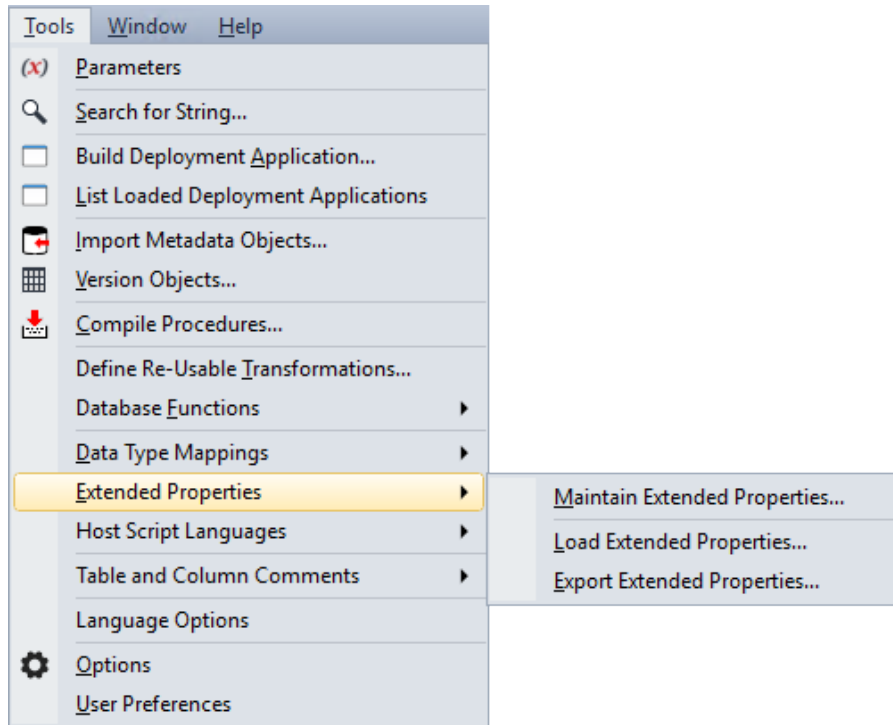 Tools Window Help
(x) Parameters
Search for String...
Build Deployment Application...
List Loaded Deployment Applications
Import Metadata Objects...
Version Objects...
Compile Procedures...
Define Re-Usable Transformations...
Database Functions
Data Type Mappings
Extended Properties
Maintain Extended Properties...
Load Extended Properties...
Export Extended Properties...
Host Script Languages
Table and Column Comments
Language Options
Options
User Preferences